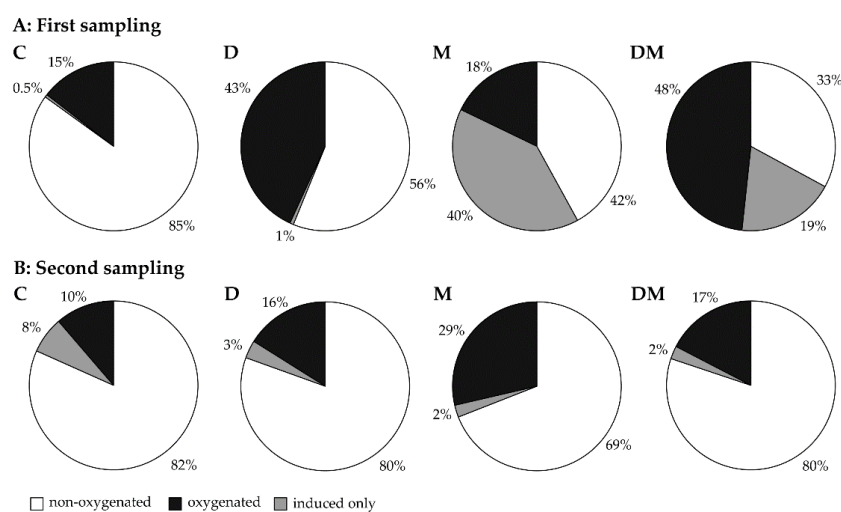 A: First sampling
C D M DM
15% 43% 18% 48% 33%
0.5%
56% 42%
85% 1% 40% 19%
B: Second sampling
C D M DM
10% 16% 29% 17%
8% 3% 2% 2%
82% 80% 69% 80%
non-oxygenated oxygenated induced only